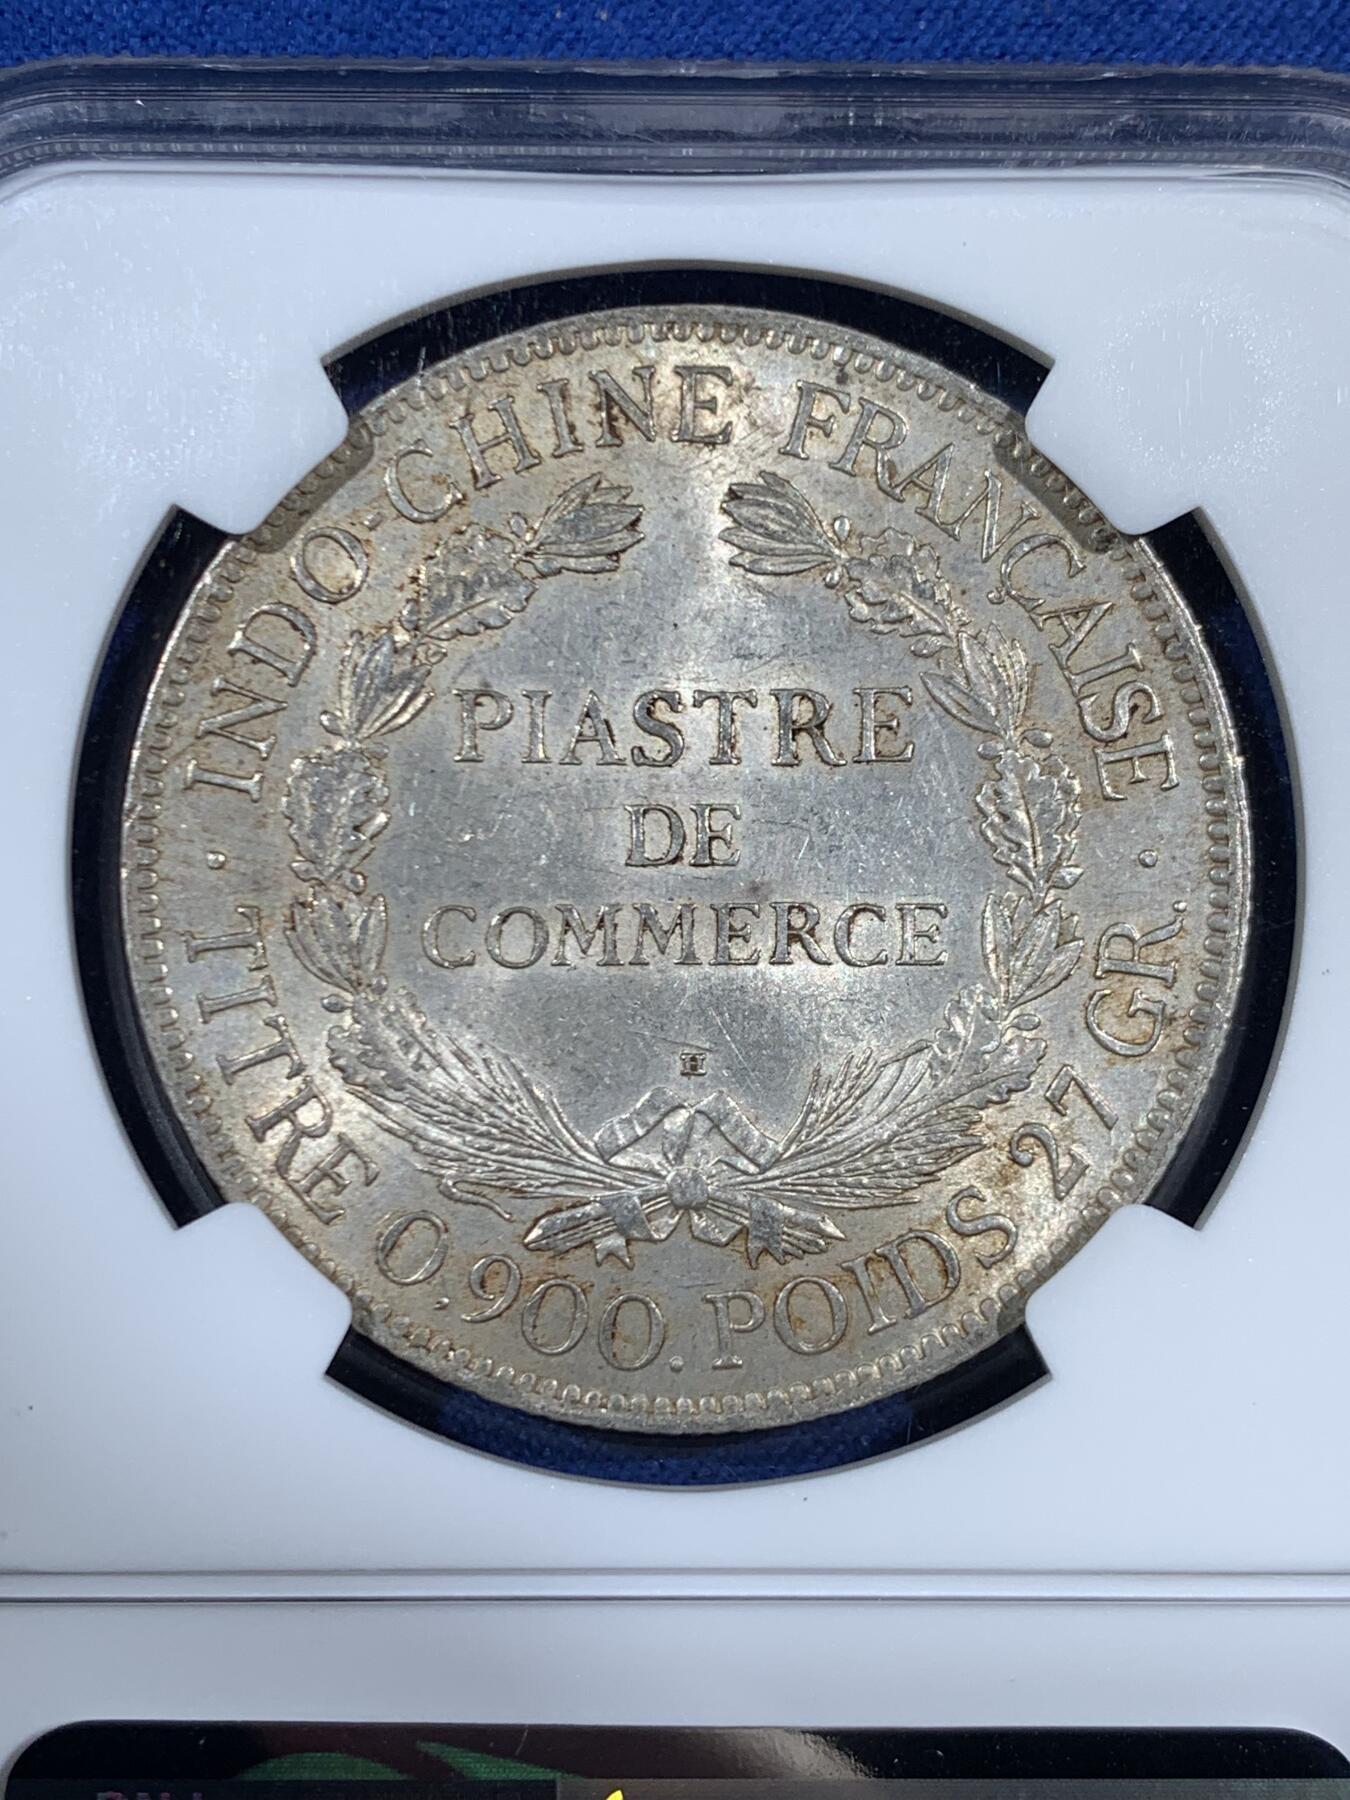 INDO-CHINE FRANÇAISE
PIASTRE
DE
COMMERCE
H
· TITRE 0,900. POIDS 27 GR. ·